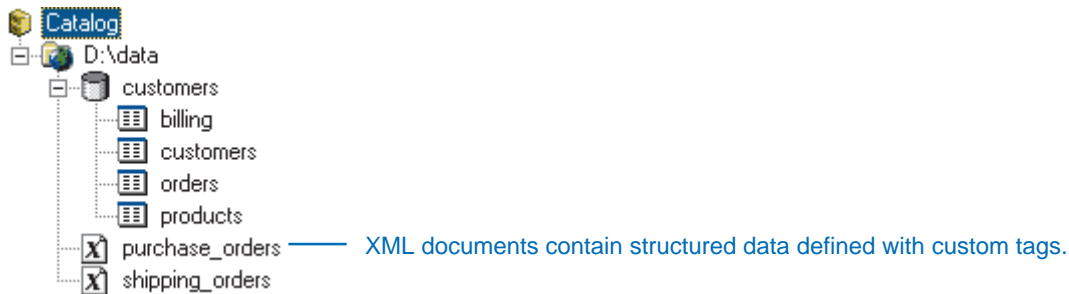 Catalog
D:\data
customers
billing
customers
orders
products
purchase_orders XML documents contain structured data defined with custom tags.
shipping_orders